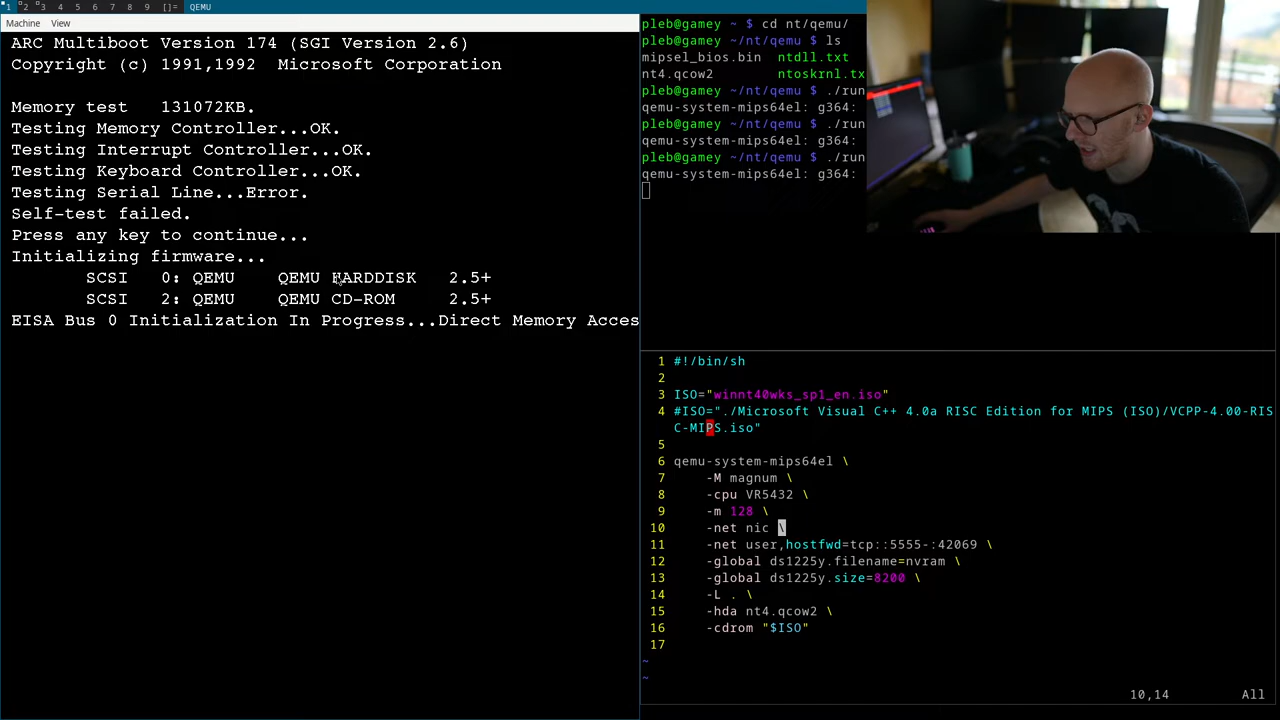 1 2 3 4 5 6 7 8 9 []= QEMU
Machine View
ARC Multiboot Version 174 (SGI Version 2.6)
Copyright (c) 1991,1992 Microsoft Corporation
Memory test 131072KB.
Testing Memory Controller...OK.
Testing Interrupt Controller...OK.
Testing Keyboard Controller...OK.
Testing Serial Line...Error.
Self-test failed.
Press any key to continue...
Initializing firmware...
SCSI 0: QEMU QEMU HARDDISK 2.5+
SCSI 2: QEMU QEMU CD-ROM 2.5+
EISA Bus 0 Initialization In Progress...Direct Memory Acces
pleb@gamey ~ $ cd nt/qemu/
pleb@gamey ~/nt/qemu $ ls
mipsel_bios.bin ntdll.txt
nt4.qcow2 ntoskrnl.tx
pleb@gamey ~/nt/qemu $ ./run
qemu-system-mips64el: g364:
pleb@gamey ~/nt/qemu $ ./run
qemu-system-mips64el: g364:
pleb@gamey ~/nt/qemu $ ./run
qemu-system-mips64el: g364:
1 #!/bin/sh
2
3 ISO="winnt40wks_sp1_en.iso"
4 #ISO="./Microsoft Visual C++ 4.0a RISC Edition for MIPS (ISO)/VCPP-4.00-RIS
C-MIPS.iso"
5
6 qemu-system-mips64el \
7 -M magnum \
8 -cpu VR5432 \
9 -m 128 \
10 -net nic \
11 -net user,hostfwd=tcp::5555-:42069 \
12 -global ds1225y.filename=nvram \
13 -global ds1225y.size=8200 \
14 -L . \
15 -hda nt4.qcow2 \
16 -cdrom "$ISO"
17
~
~
10,14 All